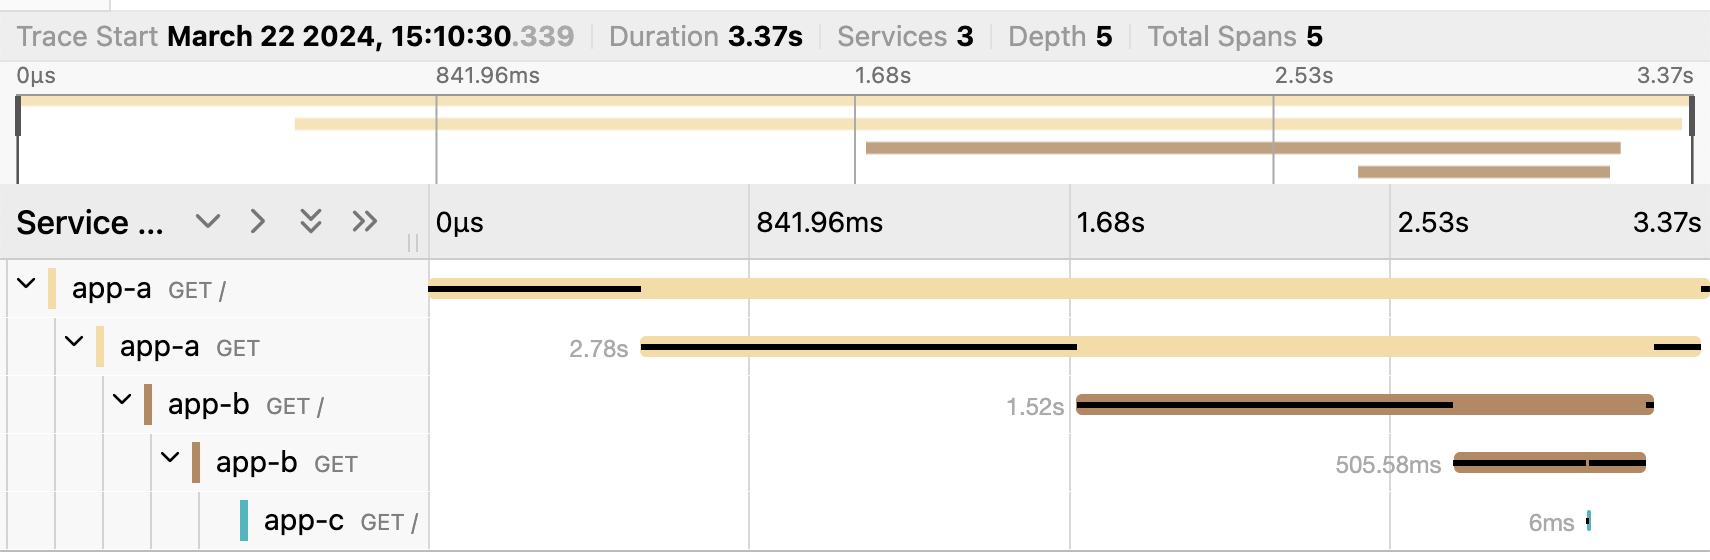 Trace Start March 22 2024, 15:10:30.339 Duration 3.37s Services 3 Depth 5 Total Spans 5
0μs 841.96ms 1.68s 2.53s 3.37s
Service ... 0μs 841.96ms 1.68s 2.53s 3.37s
app-a GET /
app-a GET 2.78s
app-b GET / 1.52s
app-b GET 505.58ms
app-c GET / 6ms